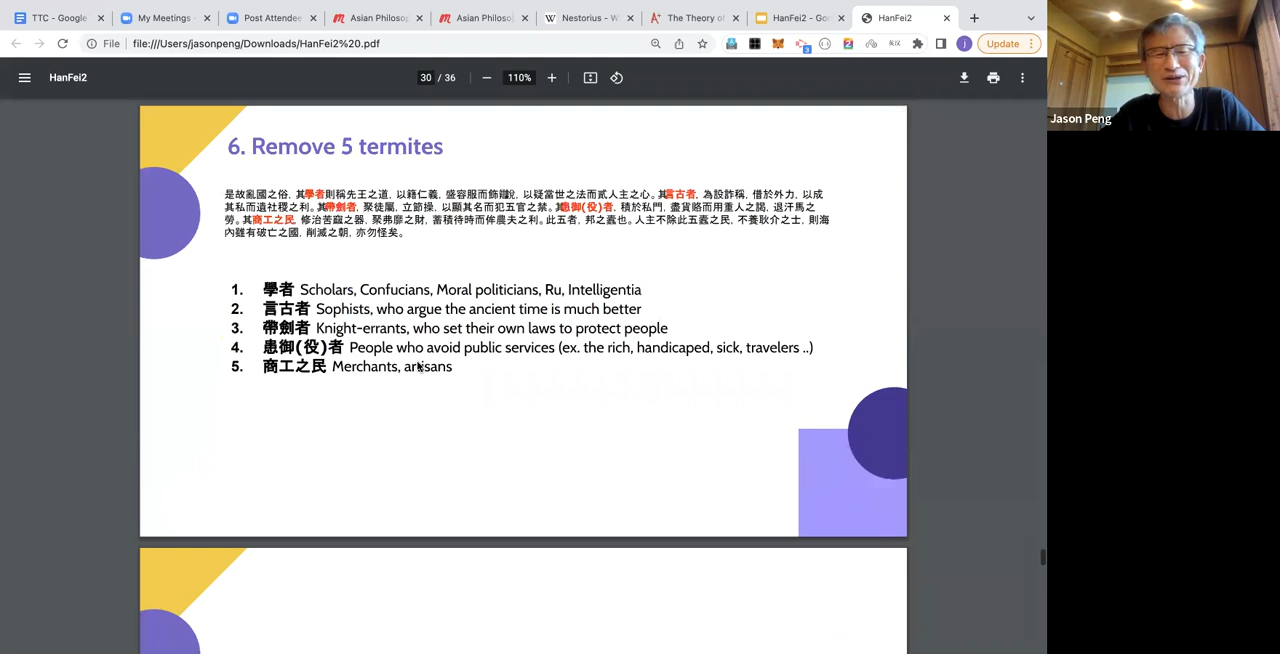 TTC - Google
My Meetings
Post Attendee
Asian Philosop
Asian Philosop
Nestorius - W
The Theory of
HanFei2 - Goo
HanFei2
File file:///Users/jasonpeng/Downloads/HanFei2%20.pdf
Update
HanFei2
30 / 36
110%
Jason Peng
6. Remove 5 termites
是故亂國之俗, 其學者則稱先王之道, 以籍仁義, 盛容服而飾辯說, 以疑當世之法而貳人主之心。其言古者, 為設詐稱, 借於外力, 以成
其私而遺社稷之利。其帶劍者, 聚徒屬, 立節操, 以顯其名而犯五官之禁。其患御(役)者, 積於私門, 盡貨賂而用重人之謁, 退汗馬之
勞。其商工之民, 修治苦窳之器, 聚弗靡之財, 蓄積待時而侔農夫之利。此五者, 邦之蠹也。人主不除此五蠹之民, 不養耿介之士, 則海
內雖有破亡之國, 削滅之朝, 亦勿怪矣。
1. 學者 Scholars, Confucians, Moral politicians, Ru, Intelligentia
2. 言古者 Sophists, who argue the ancient time is much better
3. 帶劍者 Knight-errants, who set their own laws to protect people
4. 患御(役)者 People who avoid public services (ex. the rich, handicaped, sick, travelers ..)
5. 商工之民 Merchants, artisans